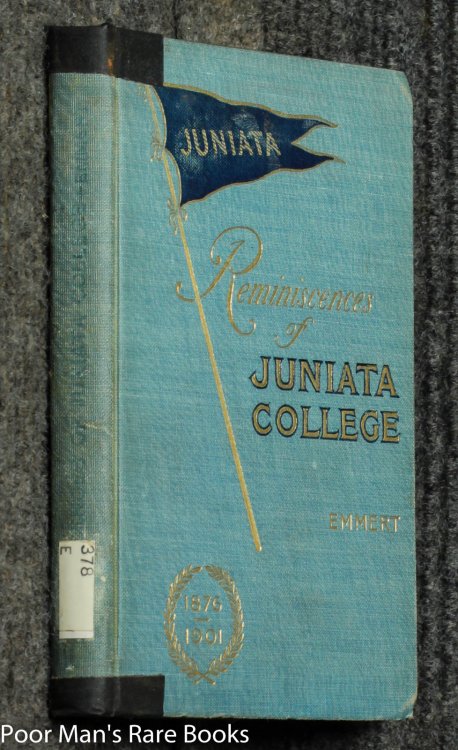 JUNIATA
Reminiscences
of
JUNIATA
COLLEGE
EMMERT
1876
1901
378
E
Poor Man's Rare Books